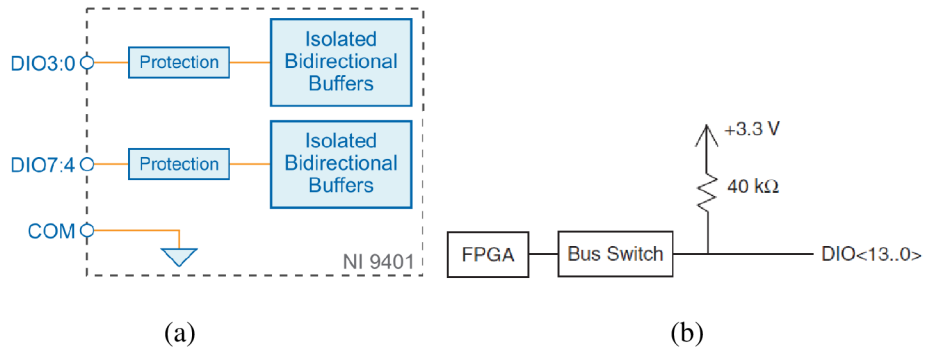 DIO3:0
Protection
Isolated
Bidirectional
Buffers
DIO7:4
Protection
Isolated
Bidirectional
Buffers
COM
NI 9401
+3.3 V
40 kΩ
FPGA
Bus Switch
DIO<13..0>
(a)
(b)